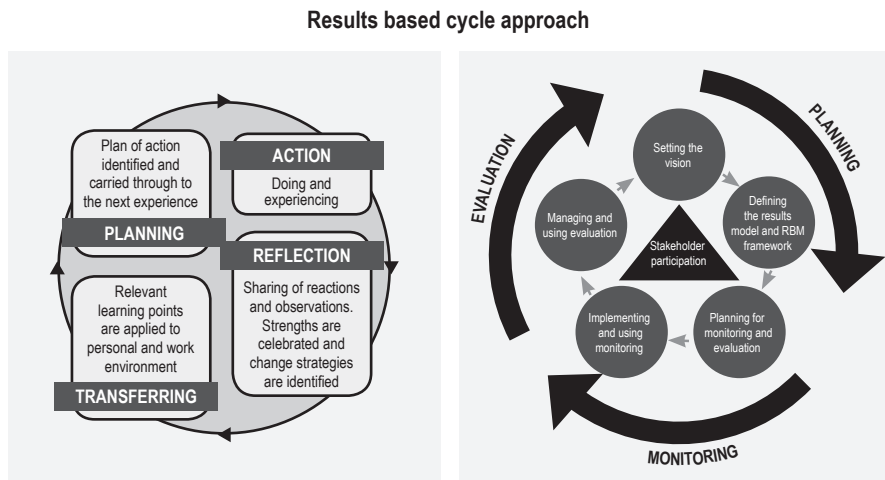 Results based cycle approach
Plan of action
identified and
carried through to
the next experience
PLANNING
ACTION
Doing and
experiencing
REFLECTION
Sharing of reactions
and observations.
Strengths are
celebrated and
change strategies
are identified
Relevant
learning points
are applied to
personal and work
environment
TRANSFERRING
EVALUATION
PLANNING
MONITORING
Setting the
vision
Defining
the results
model and RBM
framework
Planning for
monitoring and
evaluation
Implementing
and using
monitoring
Managing and
using evaluation
Stakeholder
participation